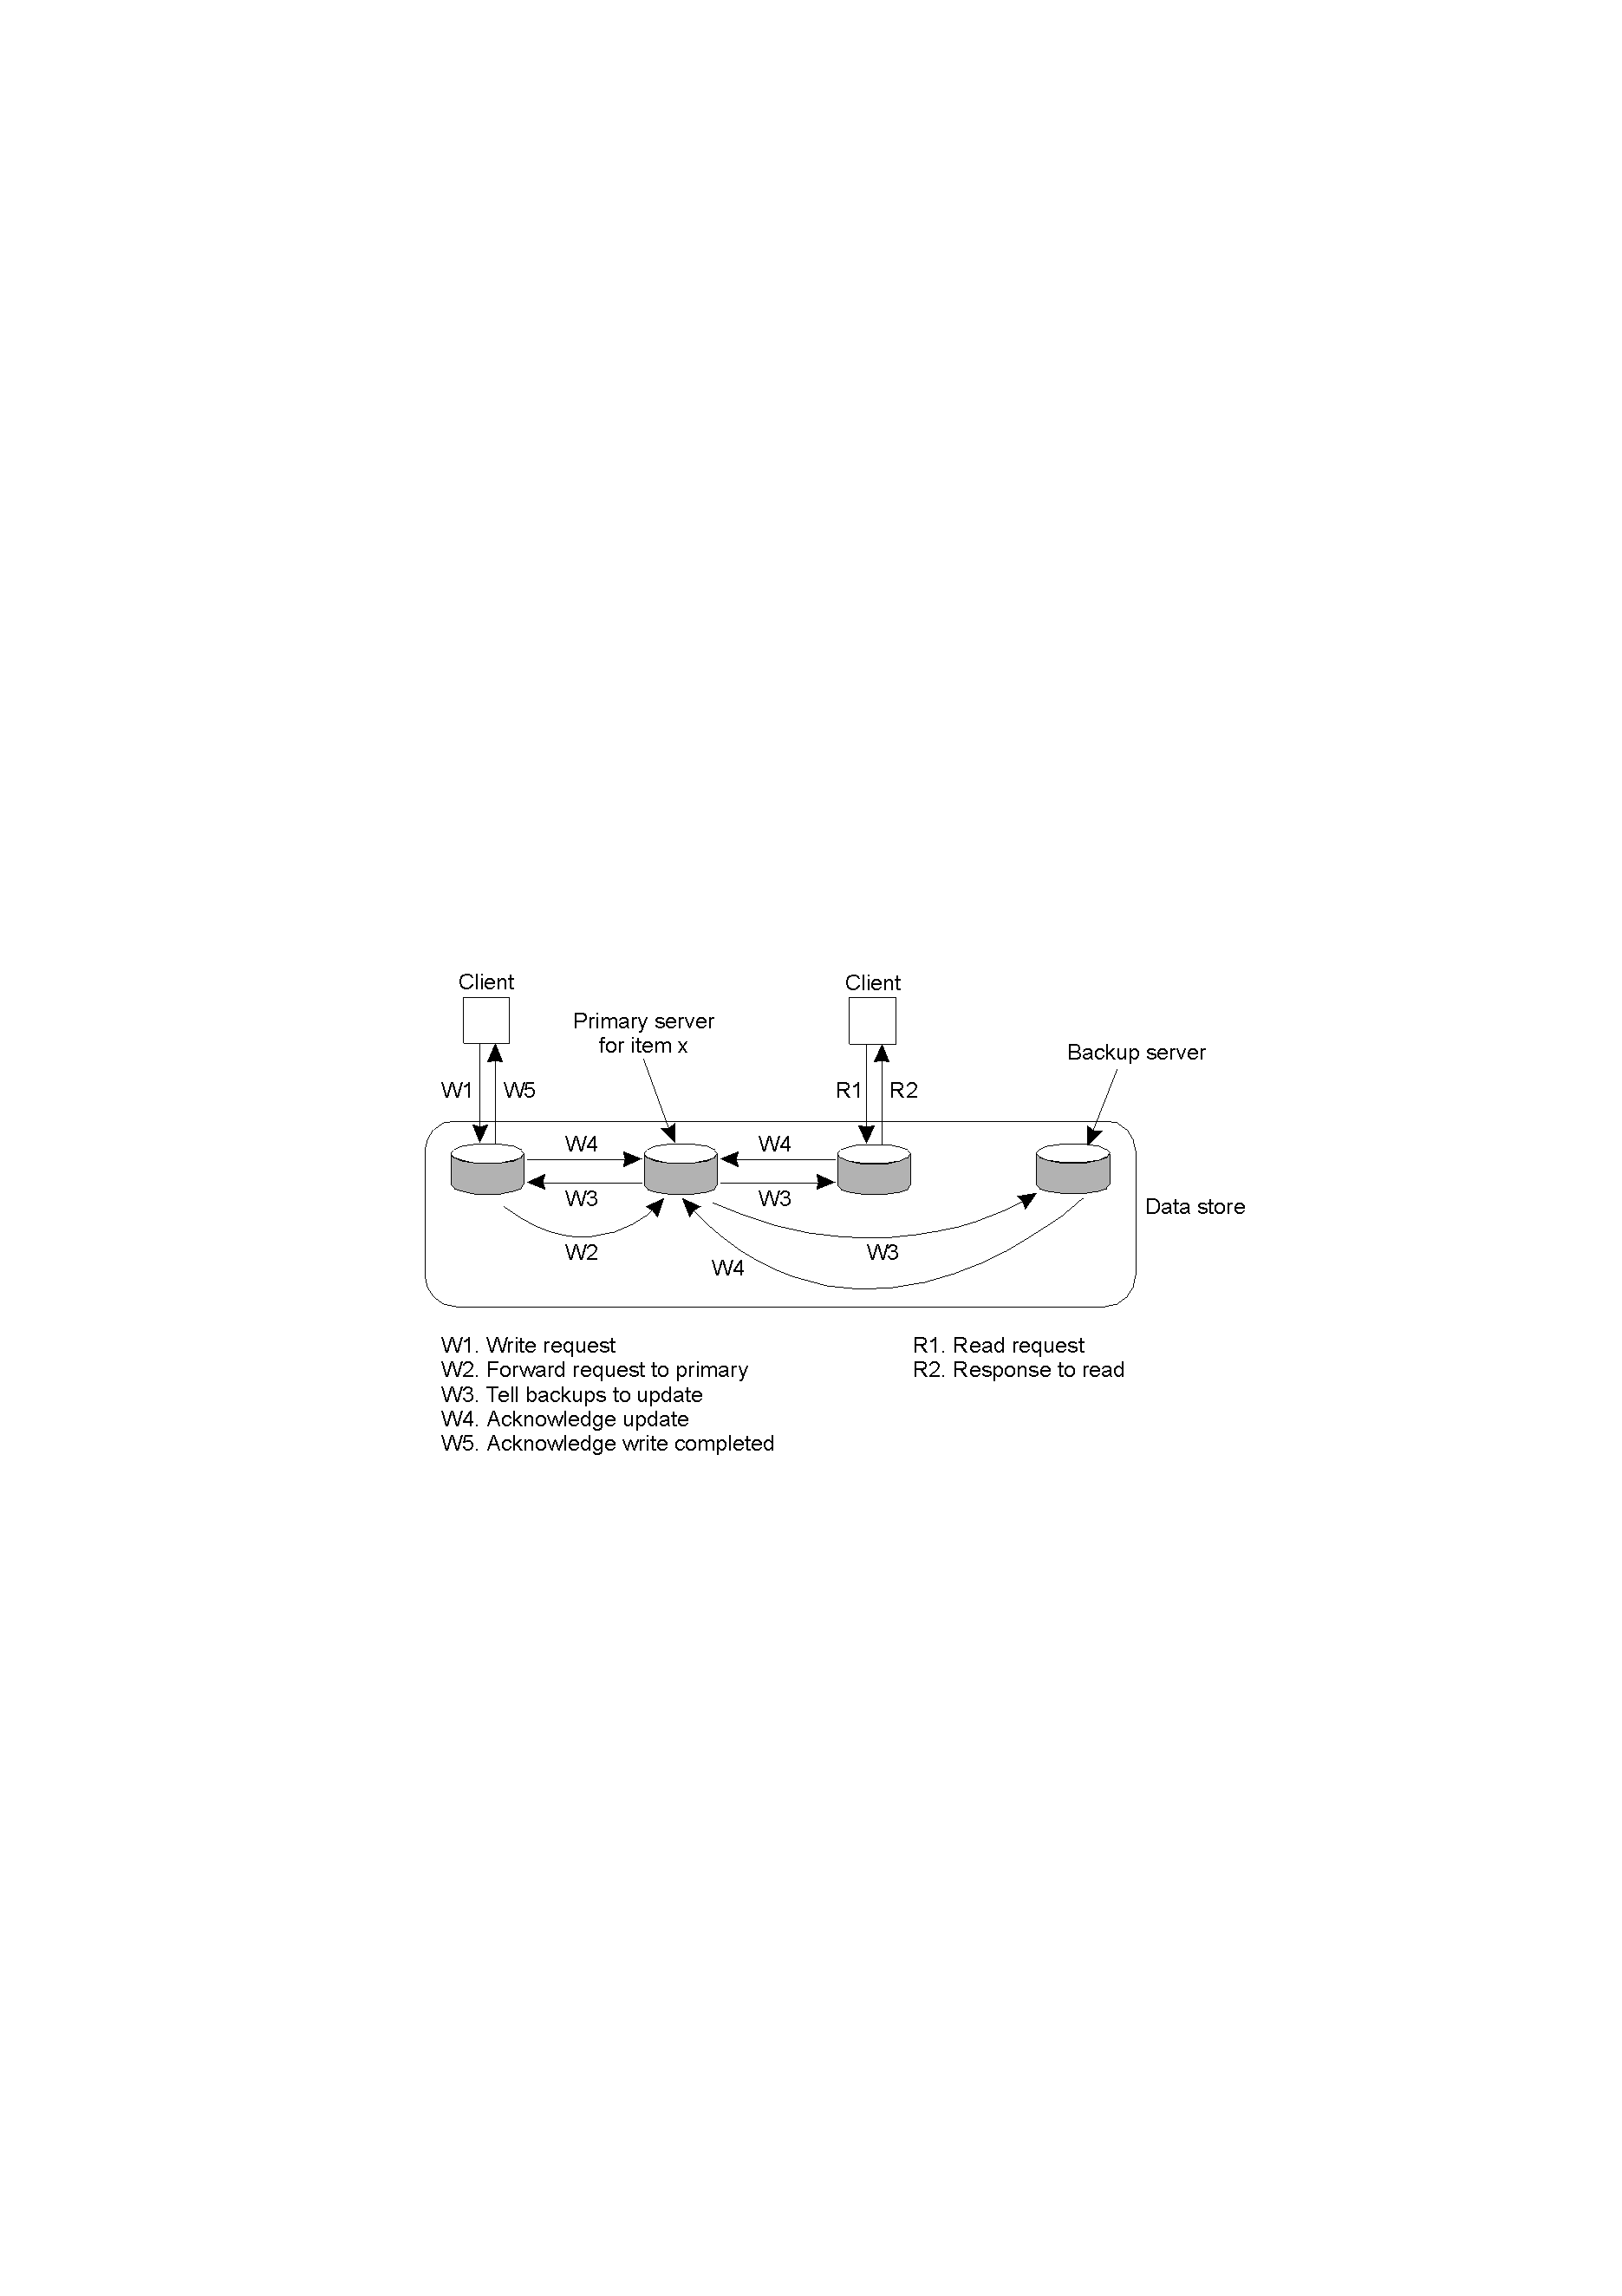 Client
Client
Primary server
for item x
Backup server
W1
W5
R1
R2
W4
W4
W3
W3
Data store
W2
W3
W4
W1. Write request
W2. Forward request to primary
W3. Tell backups to update
W4. Acknowledge update
W5. Acknowledge write completed
R1. Read request
R2. Response to read